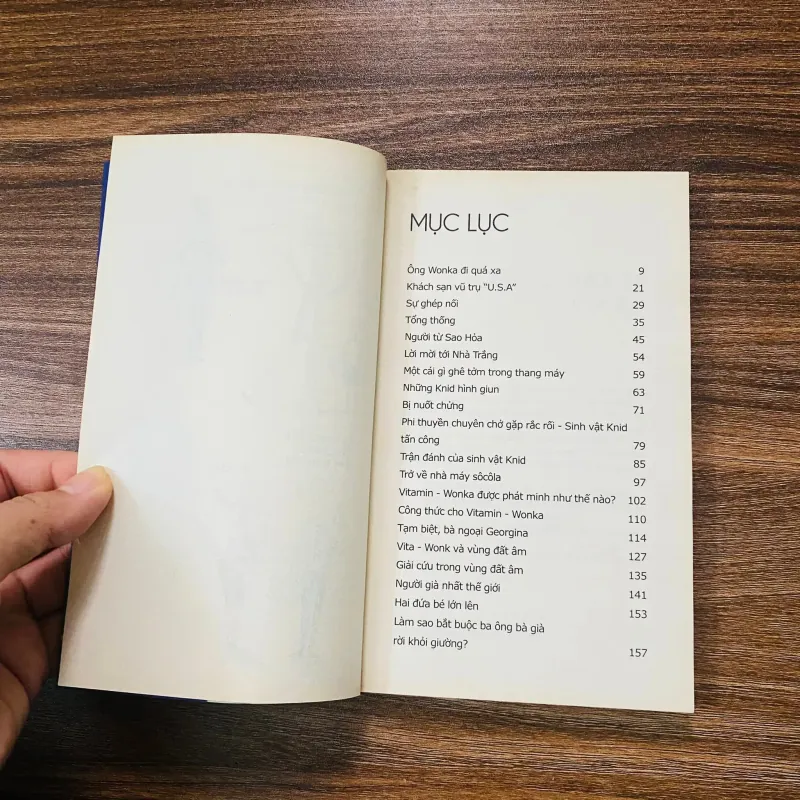 MỤC LỤC
Ông Wonka đi quá xa 9
Khách sạn vũ trụ “U.S.A” 21
Sự ghép nối 29
Tổng thống 35
Người từ Sao Hỏa 45
Lời mời tới Nhà Trắng 54
Một cái gì ghê tởm trong thang máy 59
Những Knid hình giun 63
Bị nuốt chửng 71
Phi thuyền chuyên chở gặp rắc rối - Sinh vật Knid
tấn công 79
Trận đánh của sinh vật Knid 85
Trở về nhà máy sôcôla 97
Vitamin - Wonka được phát minh như thế nào? 102
Công thức cho Vitamin - Wonka 110
Tạm biệt, bà ngoại Georgina 114
Vita - Wonk và vùng đất âm 127
Giải cứu trong vùng đất âm 135
Người già nhất thế giới 141
Hai đứa bé lớn lên 153
Làm sao bắt buộc ba ông bà già
rời khỏi giường? 157